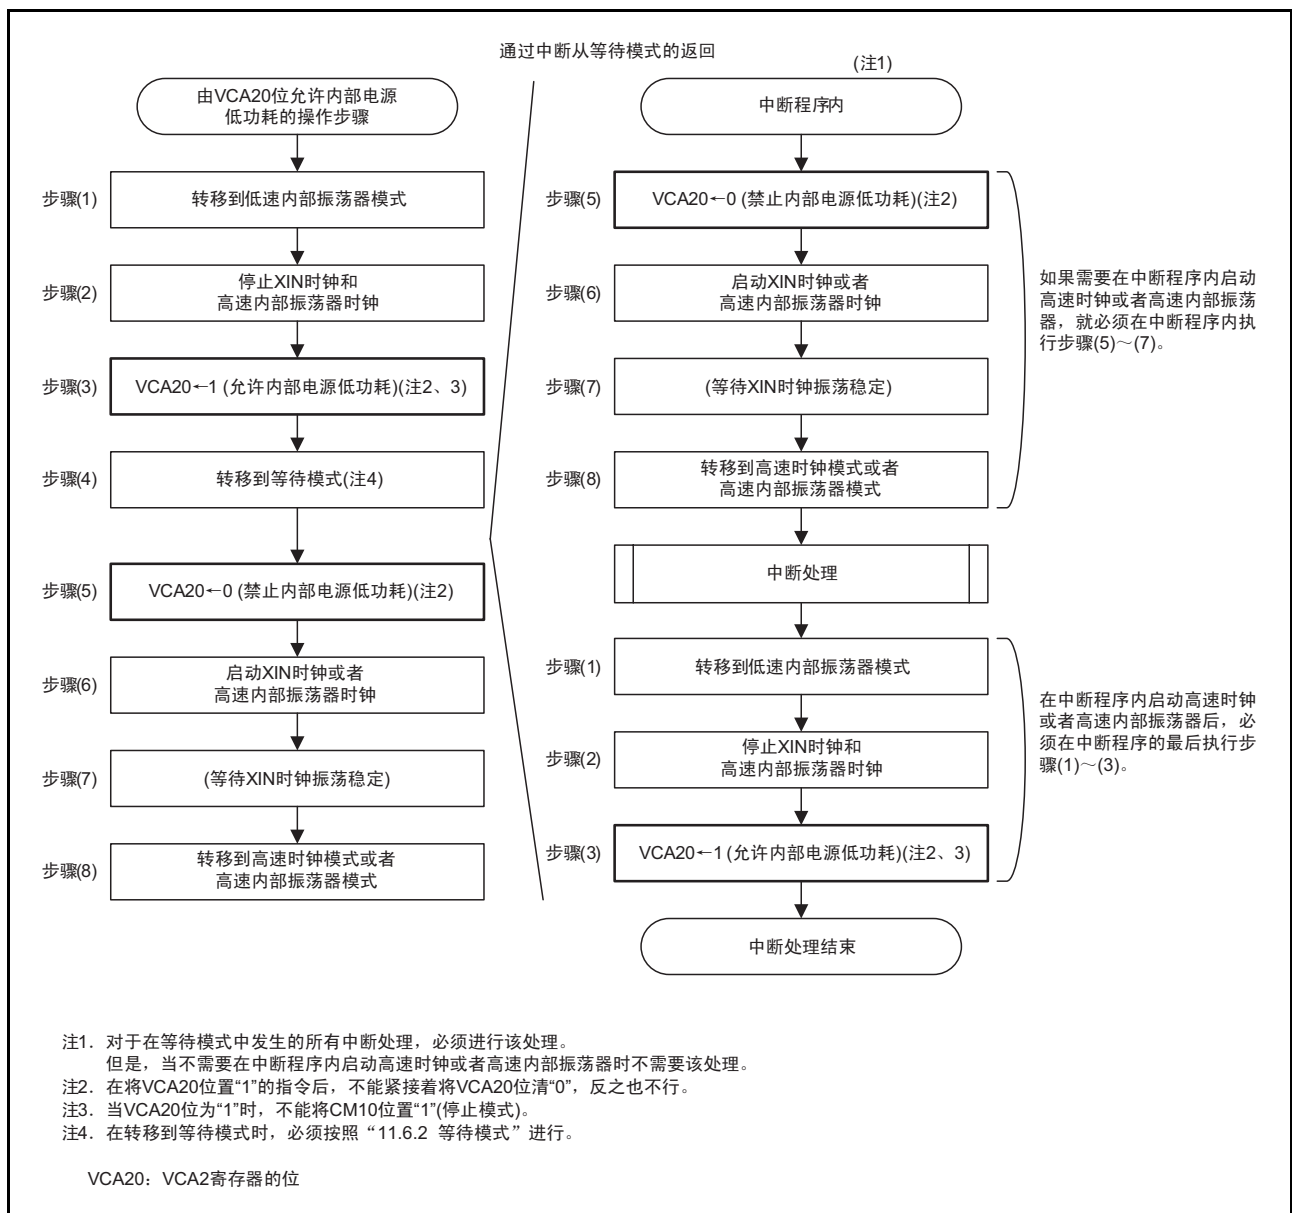 通过中断从等待模式的返回
由VCA20位允许内部电源
低功耗的操作步骤
步骤(1)
转移到低速内部振荡器模式
步骤(2)
停止XIN时钟和
高速内部振荡器时钟
步骤(3)
VCA20←1 (允许内部电源低功耗)(注2、3)
步骤(4)
转移到等待模式(注4)
步骤(5)
VCA20←0 (禁止内部电源低功耗)(注2)
步骤(6)
启动XIN时钟或者
高速内部振荡器时钟
步骤(7)
(等待XIN时钟振荡稳定)
步骤(8)
转移到高速时钟模式或者
高速内部振荡器模式
(注1)
中断程序内
步骤(5)
VCA20←0 (禁止内部电源低功耗)(注2)
步骤(6)
启动XIN时钟或者
高速内部振荡器时钟
步骤(7)
(等待XIN时钟振荡稳定)
步骤(8)
转移到高速时钟模式或者
高速内部振荡器模式
如果需要在中断程序内启动
高速时钟或者高速内部振荡
器，就必须在中断程序内执
行步骤(5)～(7)。
中断处理
步骤(1)
转移到低速内部振荡器模式
步骤(2)
停止XIN时钟和
高速内部振荡器时钟
步骤(3)
VCA20←1 (允许内部电源低功耗)(注2、3)
在中断程序内启动高速时钟
或者高速内部振荡器后，必
须在中断程序的最后执行步
骤(1)～(3)。
中断处理结束
注1. 对于在等待模式中发生的所有中断处理，必须进行该处理。
但是，当不需要在中断程序内启动高速时钟或者高速内部振荡器时不需要该处理。
注2. 在将VCA20位置“1”的指令后，不能紧接着将VCA20位清“0”，反之也不行。
注3. 当VCA20位为“1”时，不能将CM10位置“1”(停止模式)。
注4. 在转移到等待模式时，必须按照“11.6.2 等待模式”进行。
VCA20：VCA2寄存器的位